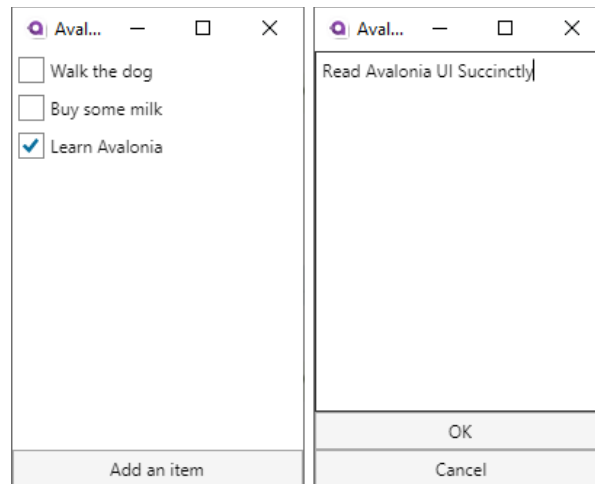 Aval...
Walk the dog
Buy some milk
Learn Avalonia
Add an item
Aval...
Read Avalonia UI Succinctly
OK
Cancel